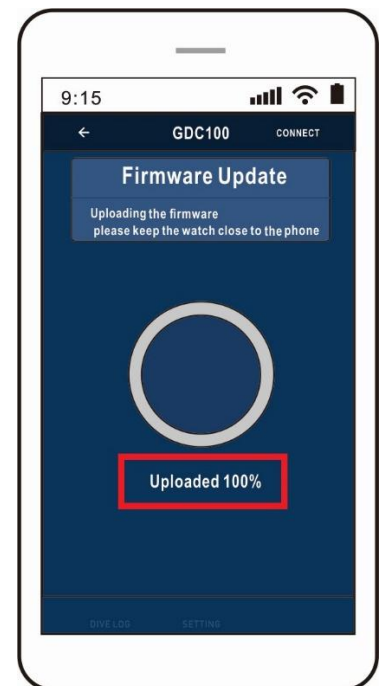 9:15
← GDC100 CONNECT
Firmware Update
Uploading the firmware
please keep the watch close to the phone
Uploaded 100%
DIVE LOG SETTING